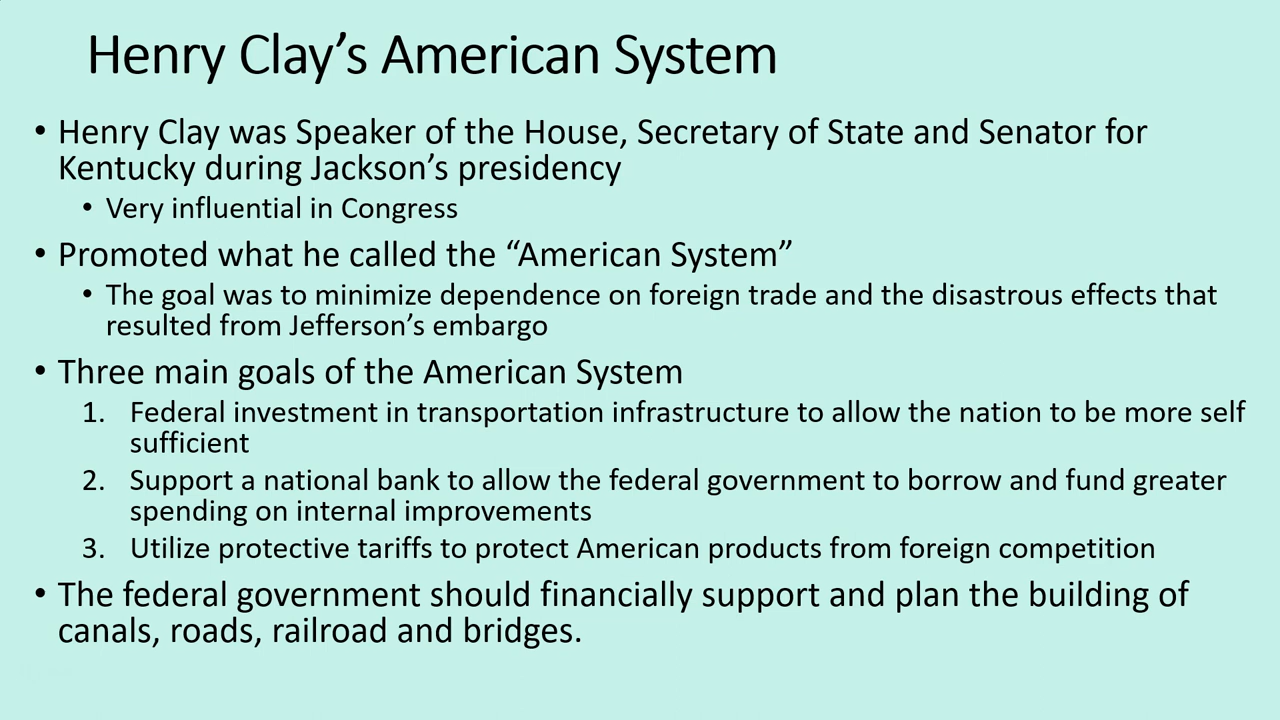 Henry Clay’s American System
• Henry Clay was Speaker of the House, Secretary of State and Senator for
Kentucky during Jackson’s presidency
• Very influential in Congress
• Promoted what he called the “American System”
• The goal was to minimize dependence on foreign trade and the disastrous effects that
resulted from Jefferson’s embargo
• Three main goals of the American System
1. Federal investment in transportation infrastructure to allow the nation to be more self
sufficient
2. Support a national bank to allow the federal government to borrow and fund greater
spending on internal improvements
3. Utilize protective tariffs to protect American products from foreign competition
• The federal government should financially support and plan the building of
canals, roads, railroad and bridges.